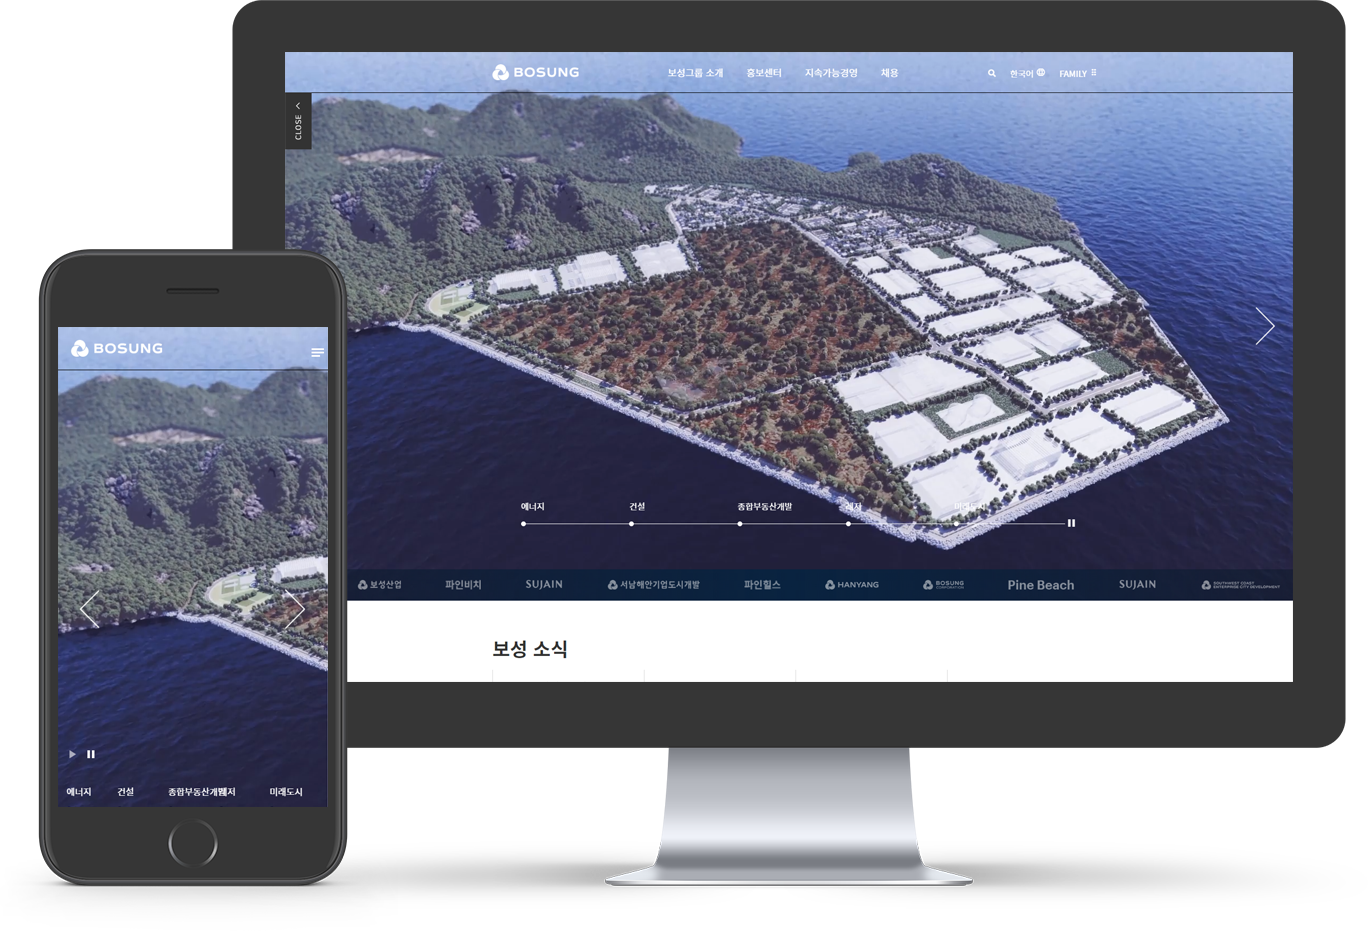 BOSUNG
보성그룹 소개 홍보센터 지속가능경영 채용
한국어 FAMILY
CLOSE
에너지 건설 종합부동산개발 레저 미래도시
보성산업 파인비치 SUJAIN 서남해안기업도시개발 파인힐스 HANYANG BOSUNG CORPORATION Pine Beach SUJAIN SOUTHWEST COAST ENTERPRISE CITY DEVELOPMENT
보성 소식
BOSUNG
에너지 건설 종합부동산개발 레저 미래도시